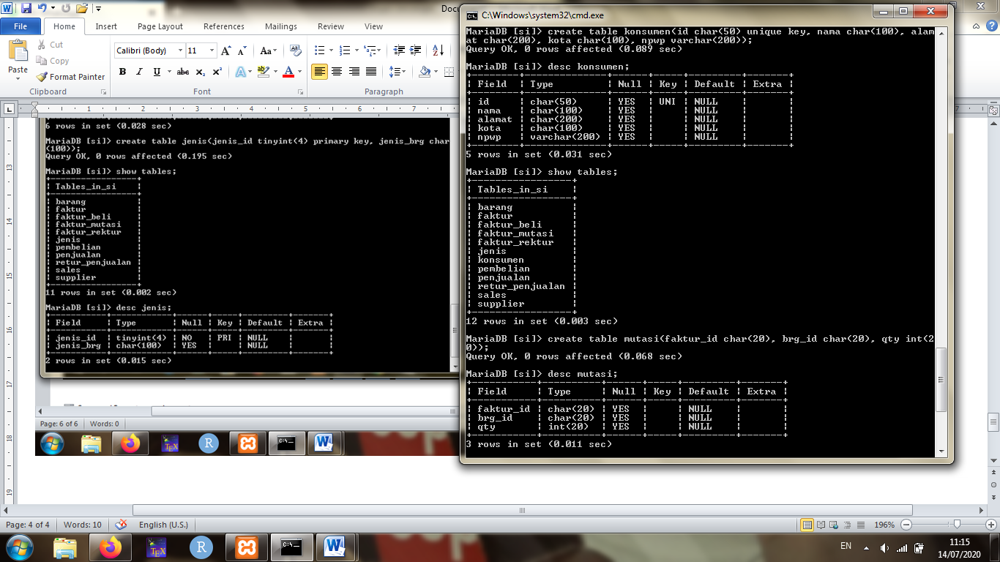 Docu
File
Home
Insert
Page Layout
References
Mailings
Review
View
Cut
Copy
Paste
Format Painter
Clipboard
Calibri (Body)
11
Font
Paragraph
6 rows in set (0.028 sec)
MariaDB [si]> create table jenis(jenis_id tinyint(4) primary key, jenis_brg char
(100));
Query OK, 0 rows affected (0.195 sec)
MariaDB [si]> show tables;
Tables_in_si
barang
faktur
faktur_beli
faktur_mutasi
faktur_rektur
jenis
pembelian
penjualan
retur_penjualan
sales
supplier
11 rows in set (0.002 sec)
MariaDB [si]> desc jenis;
| Field | Type | Null | Key | Default | Extra |
| jenis_id | tinyint(4) | NO | PRI | NULL | |
| jenis_brg | char(100) | YES | | NULL | |
2 rows in set (0.015 sec)
Page: 6 of 6
Words: 0
C:\Windows\system32\cmd.exe
MariaDB [si]> create table konsumen(id char(50) unique key, nama char(100), alam
at char(200), kota char(100), npwp varchar(200));
Query OK, 0 rows affected (0.089 sec)
MariaDB [si]> desc konsumen;
| Field | Type | Null | Key | Default | Extra |
| id | char(50) | YES | UNI | NULL | |
| nama | char(100) | YES | | NULL | |
| alamat | char(200) | YES | | NULL | |
| kota | char(100) | YES | | NULL | |
| npwp | varchar(200) | YES | | NULL | |
5 rows in set (0.031 sec)
MariaDB [si]> show tables;
Tables_in_si
barang
faktur
faktur_beli
faktur_mutasi
faktur_rektur
jenis
konsumen
pembelian
penjualan
retur_penjualan
sales
supplier
12 rows in set (0.003 sec)
MariaDB [si]> create table mutasi(faktur_id char(20), brg_id char(20), qty int(2
0));
Query OK, 0 rows affected (0.068 sec)
MariaDB [si]> desc mutasi;
| Field | Type | Null | Key | Default | Extra |
| faktur_id | char(20) | YES | | NULL | |
| brg_id | char(20) | YES | | NULL | |
| qty | int(20) | YES | | NULL | |
3 rows in set (0.011 sec)
Page: 4 of 4
Words: 10
English (U.S.)
196%
EN
11:15
14/07/2020